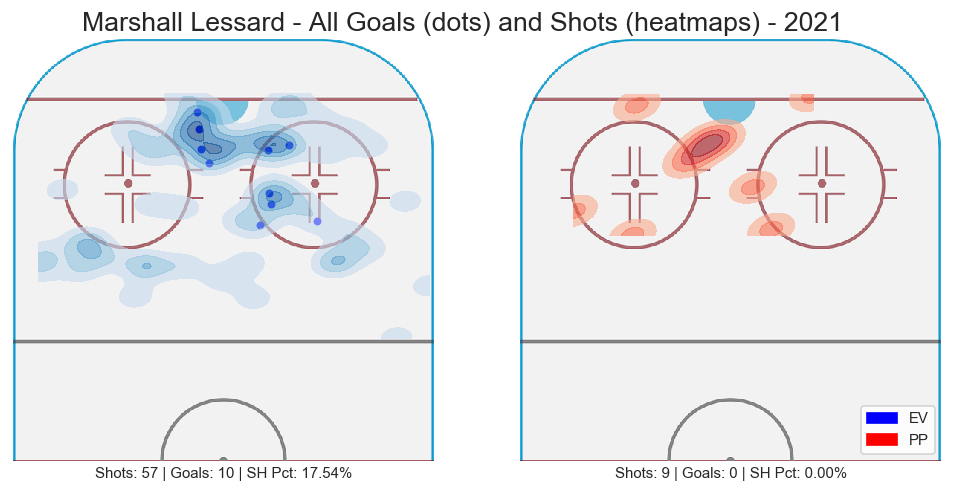 Marshall Lessard - All Goals (dots) and Shots (heatmaps) - 2021
EV
PP
Shots: 57 | Goals: 10 | SH Pct: 17.54%
Shots: 9 | Goals: 0 | SH Pct: 0.00%